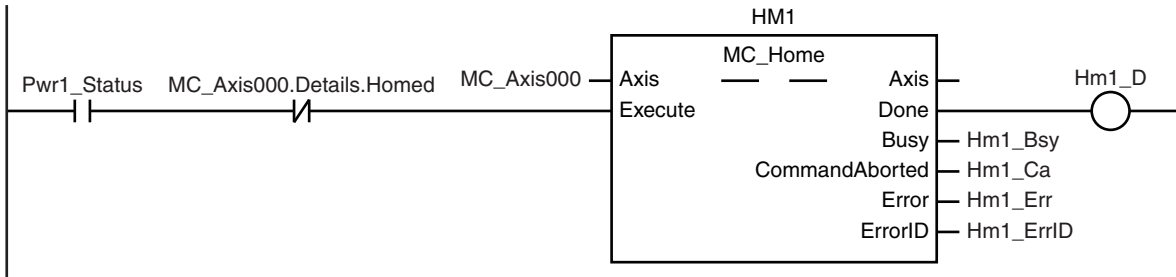 HM1
MC_Home
Pwr1_Status MC_Axis000.Details.Homed MC_Axis000 Axis Axis Hm1_D
Execute Done
Busy Hm1_Bsy
CommandAborted Hm1_Ca
Error Hm1_Err
ErrorID Hm1_ErrID